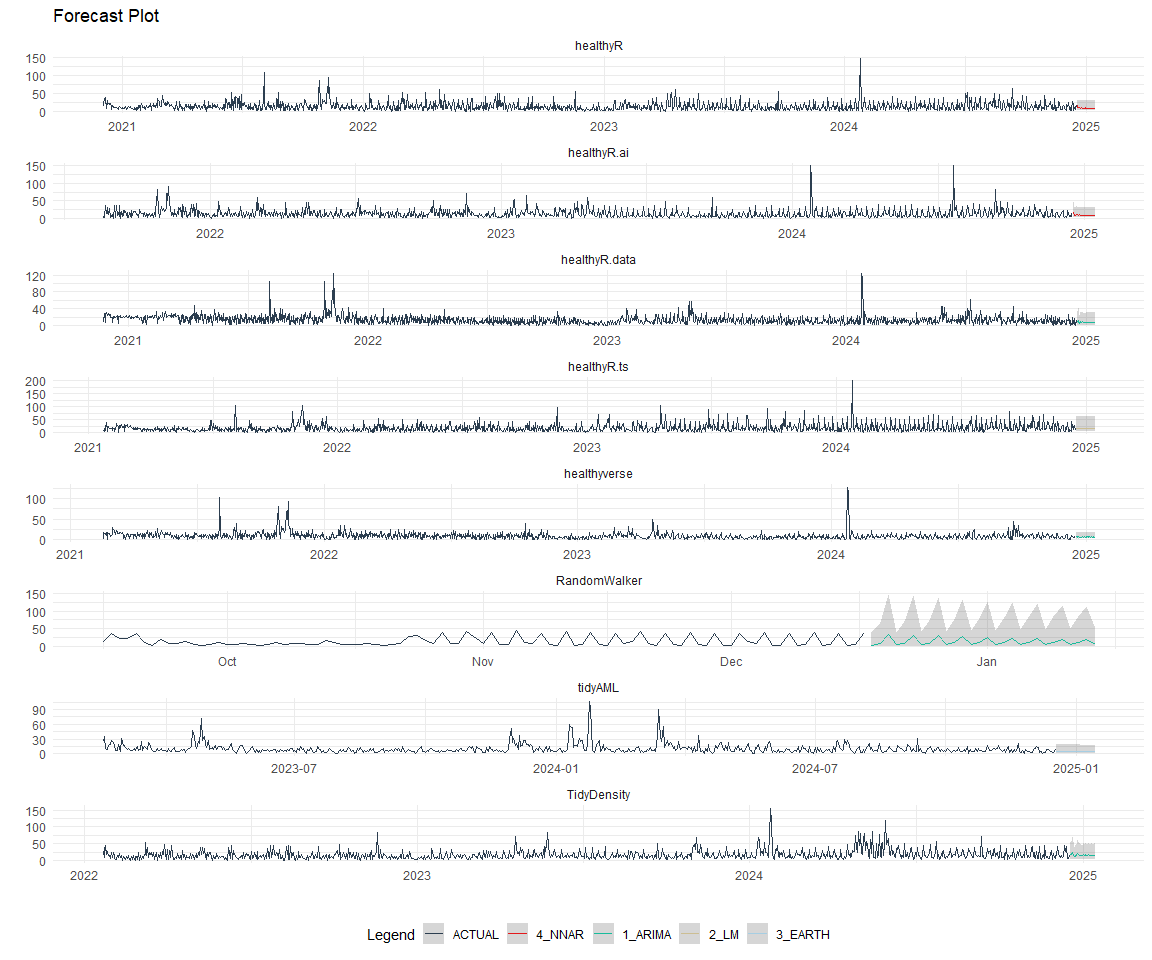 Forecast Plot
healthyR
150
100
50
0
2021 2022 2023 2024 2025
healthyR.ai
150
100
50
0
2022 2023 2024 2025
healthyR.data
120
80
40
0
2021 2022 2023 2024 2025
healthyR.ts
200
150
100
50
0
2021 2022 2023 2024 2025
healthyverse
100
50
0
2021 2022 2023 2024 2025
RandomWalker
150
100
50
0
Oct Nov Dec Jan
tidyAML
90
60
30
0
2023-07 2024-01 2024-07 2025-01
TidyDensity
150
100
50
0
2022 2023 2024 2025
Legend ACTUAL 4_NNAR 1_ARIMA 2_LM 3_EARTH